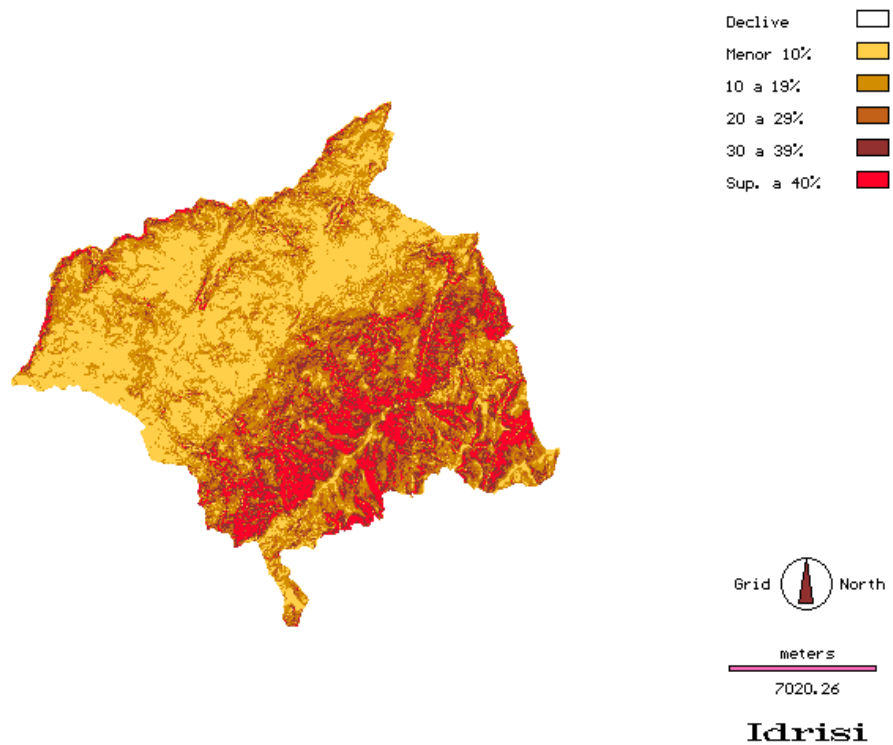 Declive
Menor 10%
10 a 19%
20 a 29%
30 a 39%
Sup. a 40%
Grid North
meters
7020.26
Idrisi